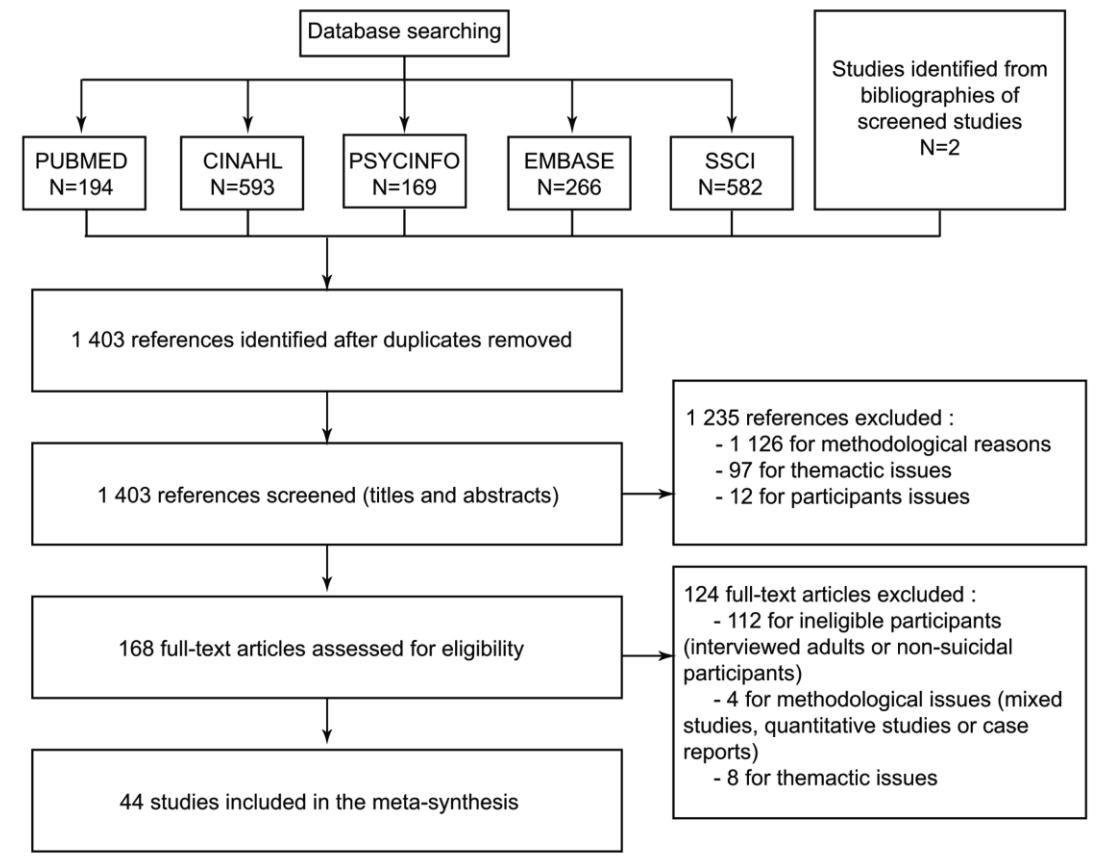 Database searching
Studies identified from
bibliographies of
screened studies
N=2
PUBMED
N=194
CINAHL
N=593
PSYCINFO
N=169
EMBASE
N=266
SSCI
N=582
1 403 references identified after duplicates removed
1 403 references screened (titles and abstracts)
1 235 references excluded :
- 1 126 for methodological reasons
- 97 for themactic issues
- 12 for participants issues
168 full-text articles assessed for eligibility
124 full-text articles excluded :
- 112 for ineligible participants
(interviewed adults or non-suicidal
participants)
- 4 for methodological issues (mixed
studies, quantitative studies or case
reports)
- 8 for themactic issues
44 studies included in the meta-synthesis